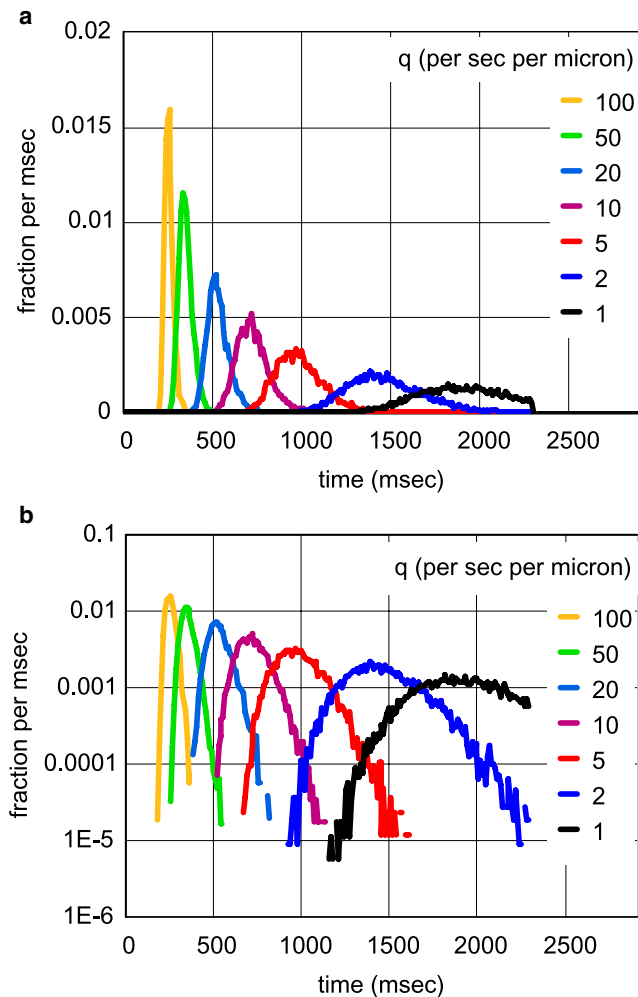 a
0.02
0.015
0.01
0.005
0
fraction per msec
q (per sec per micron)
100
50
20
10
5
2
1
0 500 1000 1500 2000 2500
time (msec)
b
0.1
0.01
0.001
0.0001
1E-5
1E-6
fraction per msec
q (per sec per micron)
100
50
20
10
5
2
1
0 500 1000 1500 2000 2500
time (msec)